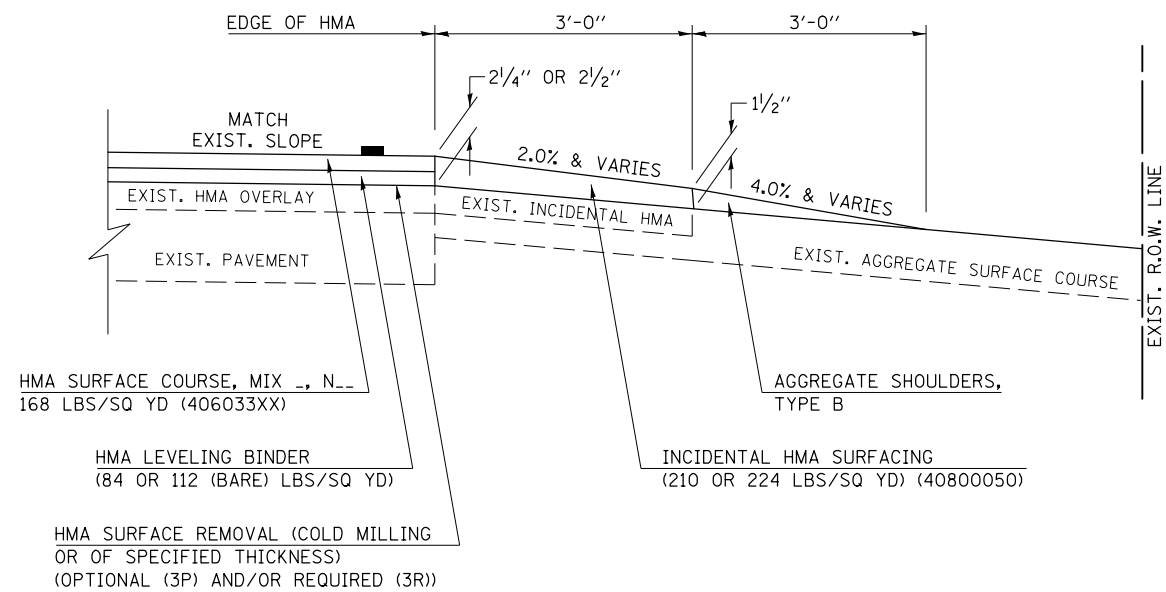 EDGE OF HMA
3'-0"
3'-0"
2 1/4" OR 2 1/2"
1 1/2"
MATCH
EXIST. SLOPE
2.0% & VARIES
4.0% & VARIES
EXIST. HMA OVERLAY
EXIST. INCIDENTAL HMA
EXIST. PAVEMENT
EXIST. AGGREGATE SURFACE COURSE
EXIST. R.O.W. LINE
HMA SURFACE COURSE, MIX _, N__
168 LBS/SQ YD (406033XX)
AGGREGATE SHOULDERS,
TYPE B
HMA LEVELING BINDER
(84 OR 112 (BARE) LBS/SQ YD)
INCIDENTAL HMA SURFACING
(210 OR 224 LBS/SQ YD) (40800050)
HMA SURFACE REMOVAL (COLD MILLING
OR OF SPECIFIED THICKNESS)
(OPTIONAL (3P) AND/OR REQUIRED (3R))